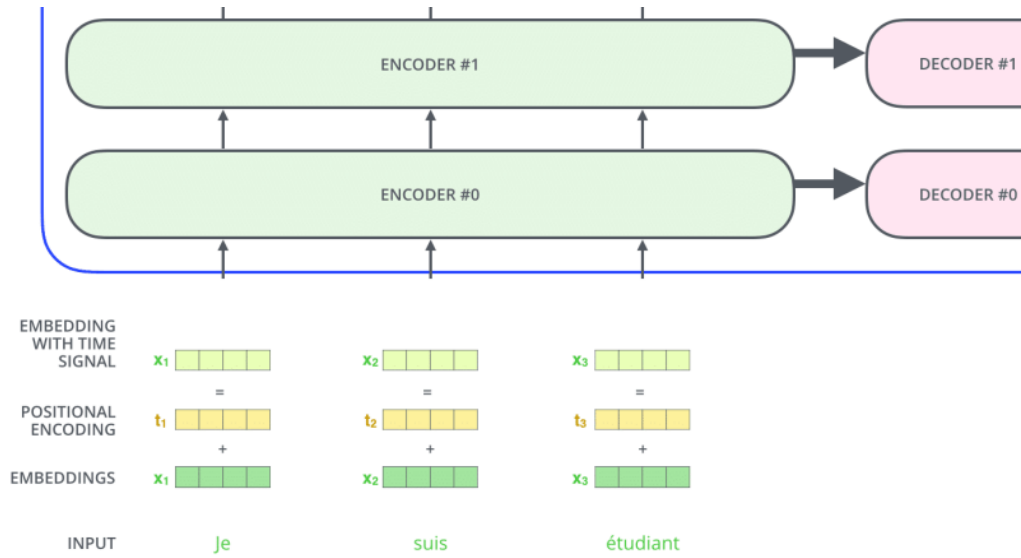 ENCODER #1
DECODER #1
ENCODER #0
DECODER #0
EMBEDDING
WITH TIME
SIGNAL
x₁ x₂ x₃
= = =
POSITIONAL
ENCODING
t₁ t₂ t₃
+ + +
EMBEDDINGS x₁ x₂ x₃
INPUT Je suis étudiant